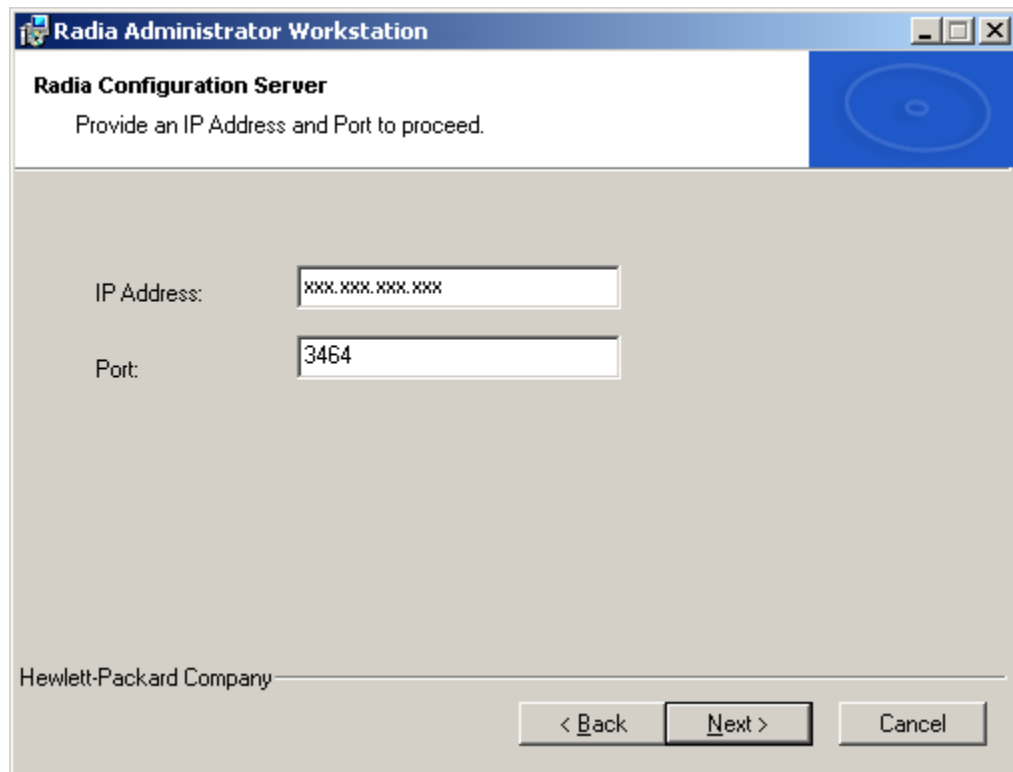 Radia Administrator Workstation
Radia Configuration Server
Provide an IP Address and Port to proceed.
IP Address: xxx.xxx.xxx.xxx
Port: 3464
Hewlett-Packard Company
< Back Next > Cancel